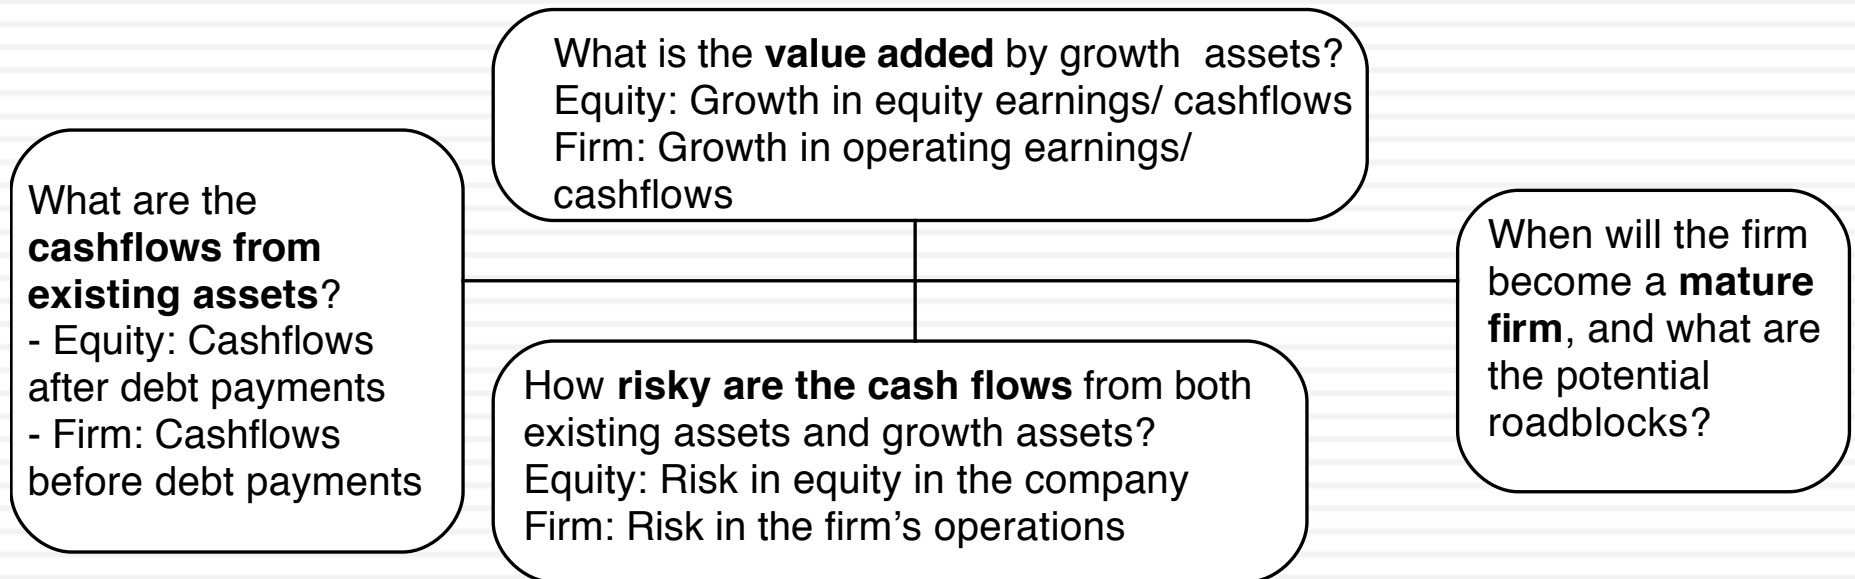 What is the value added by growth  assets?
Equity: Growth in equity earnings/ cashflows
Firm: Growth in operating earnings/
cashflows
What are the
cashflows from
existing assets?
- Equity: Cashflows
after debt payments
- Firm: Cashflows
before debt payments
How risky are the cash flows from both
existing assets and growth assets?
Equity: Risk in equity in the company
Firm: Risk in the firm’s operations
When will the firm
become a mature
firm, and what are
the potential
roadblocks?